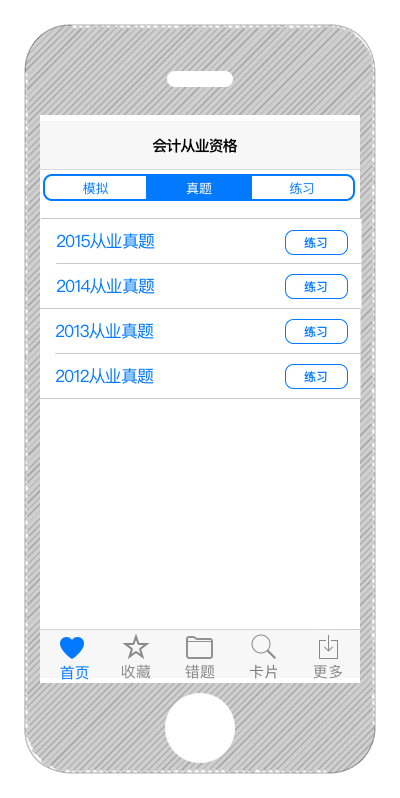 会计从业资格
模拟 真题 练习
2015从业真题 练习
2014从业真题 练习
2013从业真题 练习
2012从业真题 练习
首页 收藏 错题 卡片 更多